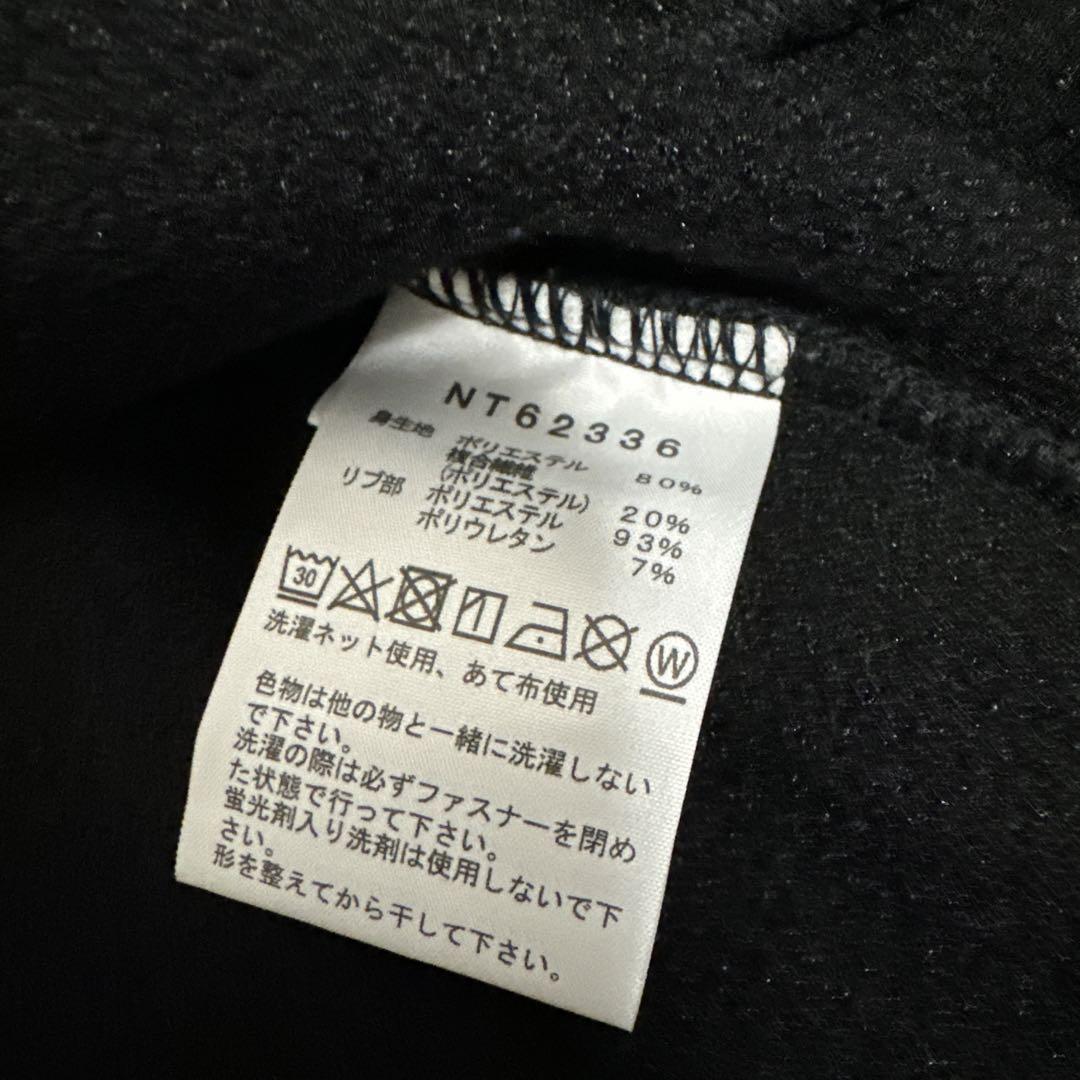 NT62336
身生地 ポリエステル 80%
複合繊維
(ポリエステル) 20%
リブ部 ポリエステル 93%
ポリウレタン 7%
30 W
洗濯ネット使用、あて布使用
色物は他の物と一緒に洗濯しない
で下さい。
洗濯の際は必ずファスナーを閉め
た状態で行って下さい。
蛍光剤入り洗剤は使用しないで下
さい。
形を整えてから干して下さい。